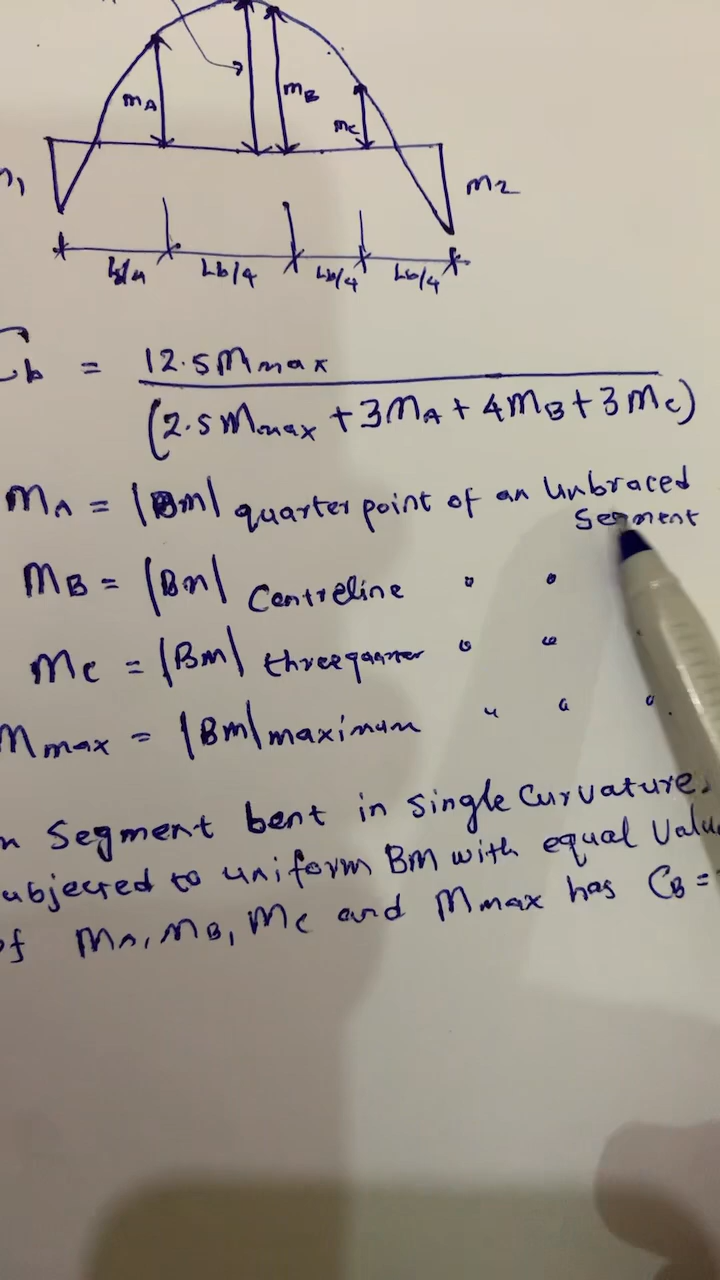 mA
mB
mc
m2
Lb/4 Lb/4 Lb/4 Lb/4
Cb = 12.5Mmax
(2.5Mmax + 3MA + 4MB + 3Mc)
MA = |Bm| quarter point of an Unbraced
Segment
MB = |Bm| Centreline " "
Mc = |Bm| threequarter " "
Mmax = |Bm| maximum " " "
Segment bent in single Curvature.
subjected to uniform BM with equal Value
of MA, MB, Mc and Mmax has CB =